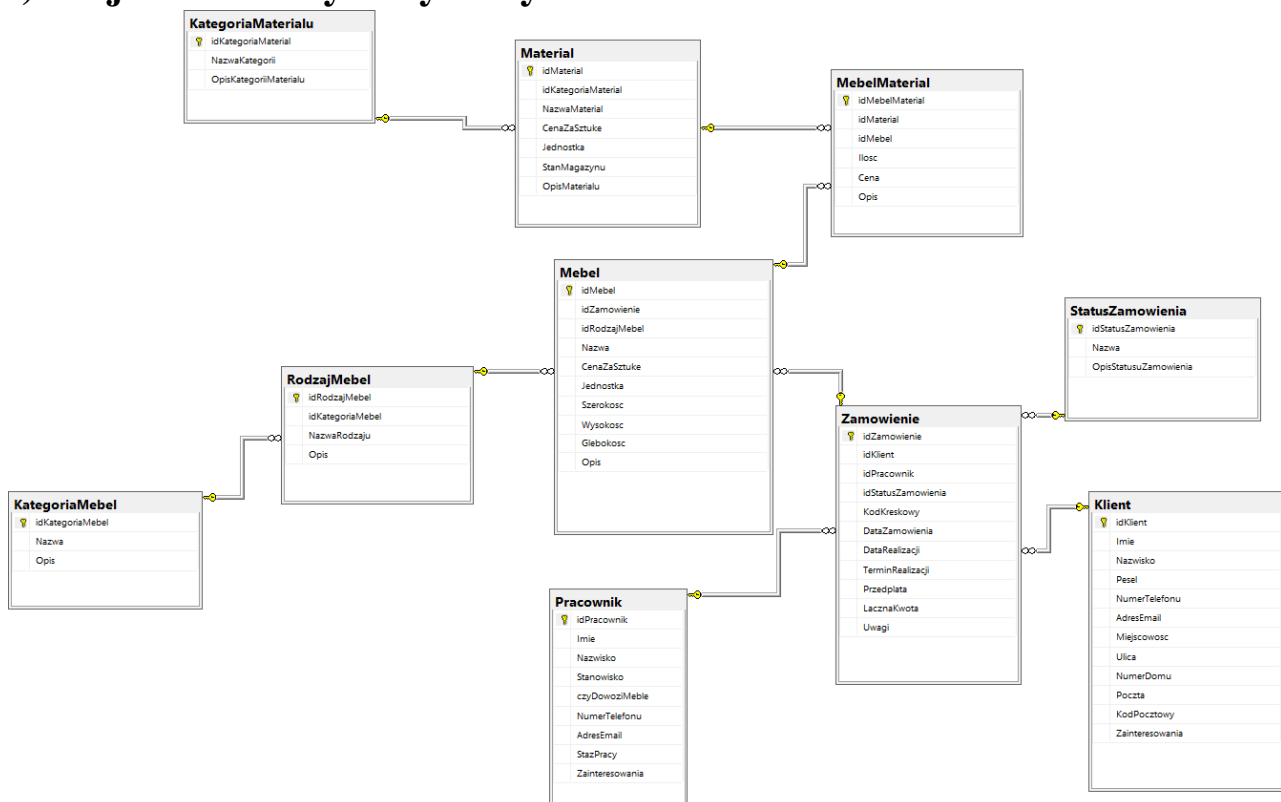 KategoriaMaterialu
idKategoriaMaterial
NazwaKategorii
OpisKategoriiMaterialu
Material
idMaterial
idKategoriaMaterial
NazwaMaterial
CenaZaSztuke
Jednostka
StanMagazynu
OpisMaterialu
MebelMaterial
idMebelMaterial
idMaterial
idMebel
Ilosc
Cena
Opis
Mebel
idMebel
idZamowienie
idRodzajMebel
Nazwa
CenaZaSztuke
Jednostka
Szerokosc
Wysokosc
Glebokosc
Opis
StatusZamowienia
idStatusZamowienia
Nazwa
OpisStatusuZamowienia
RodzajMebel
idRodzajMebel
idKategoriaMebel
NazwaRodzaju
Opis
Zamowienie
idZamowienie
idKlient
idPracownik
idStatusZamowienia
KodKreskowy
DataZamowienia
DataRealizacji
TerminRealizacji
Przedplata
LacznaKwota
Uwagi
KategoriaMebel
idKategoriaMebel
Nazwa
Opis
Klient
idKlient
Imie
Nazwisko
Pesel
NumerTelefonu
AdresEmail
Miejscowosc
Ulica
NumerDomu
Poczta
KodPocztowy
Zainteresowania
Pracownik
idPracownik
Imie
Nazwisko
Stanowisko
czyDowoziMeble
NumerTelefonu
AdresEmail
StazPracy
Zainteresowania